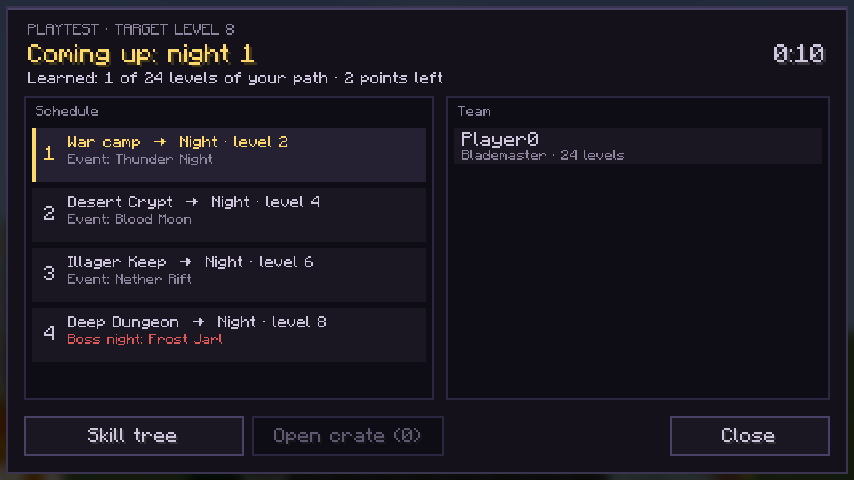 PLAYTEST · TARGET LEVEL 8
Coming up: night 1
0:10
Learned: 1 of 24 levels of your path · 2 points left
Schedule
1 War camp → Night · level 2
Event: Thunder Night
2 Desert Crypt → Night · level 4
Event: Blood Moon
3 Illager Keep → Night · level 6
Event: Nether Rift
4 Deep Dungeon → Night · level 8
Boss night: Frost Jarl
Team
Player0
Blademaster · 24 levels
Skill tree
Open crate (0)
Close